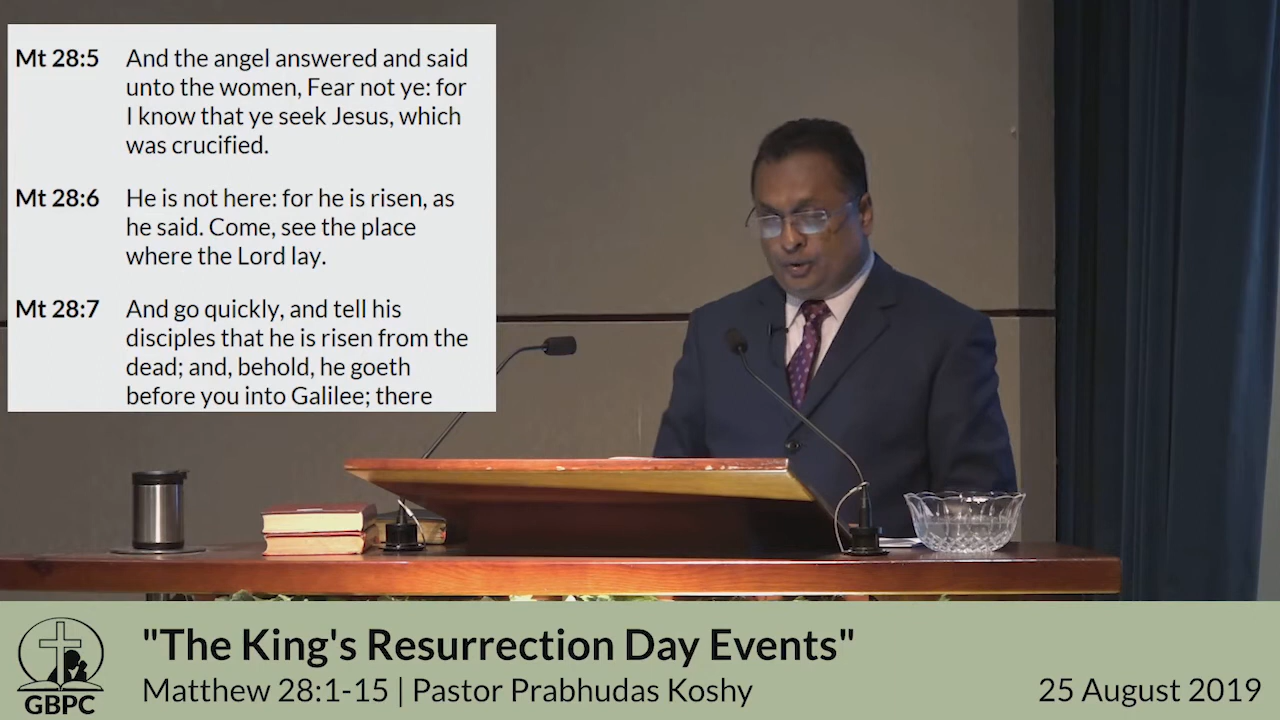 Mt 28:5 And the angel answered and said
unto the women, Fear not ye: for
I know that ye seek Jesus, which
was crucified.
Mt 28:6 He is not here: for he is risen, as
he said. Come, see the place
where the Lord lay.
Mt 28:7 And go quickly, and tell his
disciples that he is risen from the
dead; and, behold, he goeth
before you into Galilee; there
"The King's Resurrection Day Events"
Matthew 28:1-15 | Pastor Prabhudas Koshy
25 August 2019
GBPC